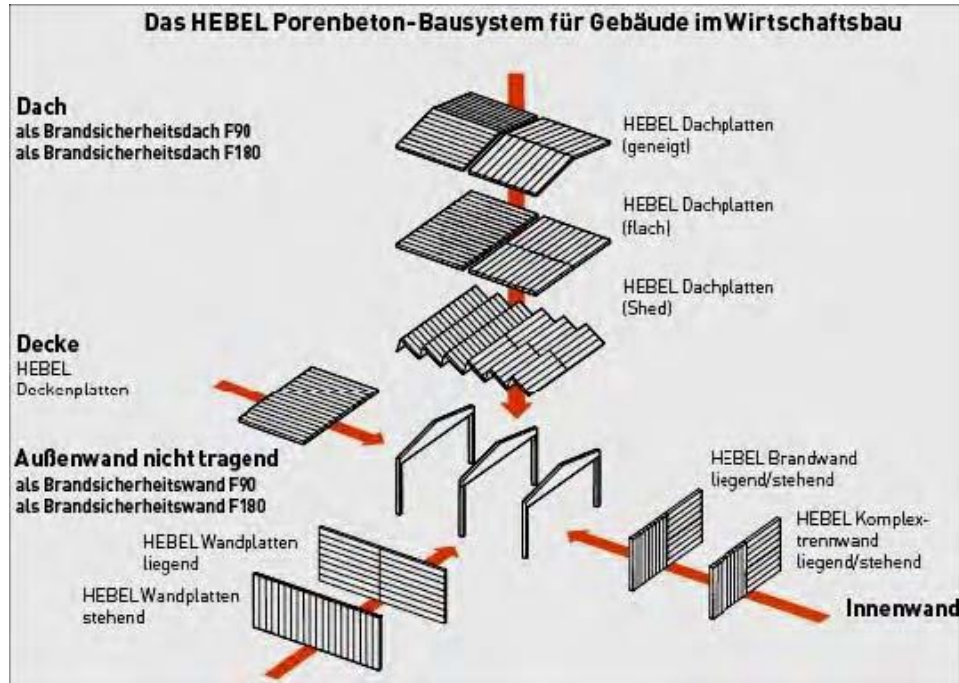 Das HEBEL Porenbeton-Bausystem für Gebäude im Wirtschaftsbau
Dach
als Brandsicherheitsdach F90
als Brandsicherheitsdach F180
HEBEL Dachplatten
(geneigt)
HEBEL Dachplatten
(flach)
HEBEL Dachplatten
(Shed)
Decke
HEBEL
Deckenplatten
Außenwand nicht tragend
als Brandsicherheitswand F90
als Brandsicherheitswand F180
HEBEL Wandplatten
liegend
HEBEL Wandplatten
stehend
HEBEL Brandwand
liegend/stehend
HEBEL Komplex-
trennwand
liegend/stehend
Innenwand